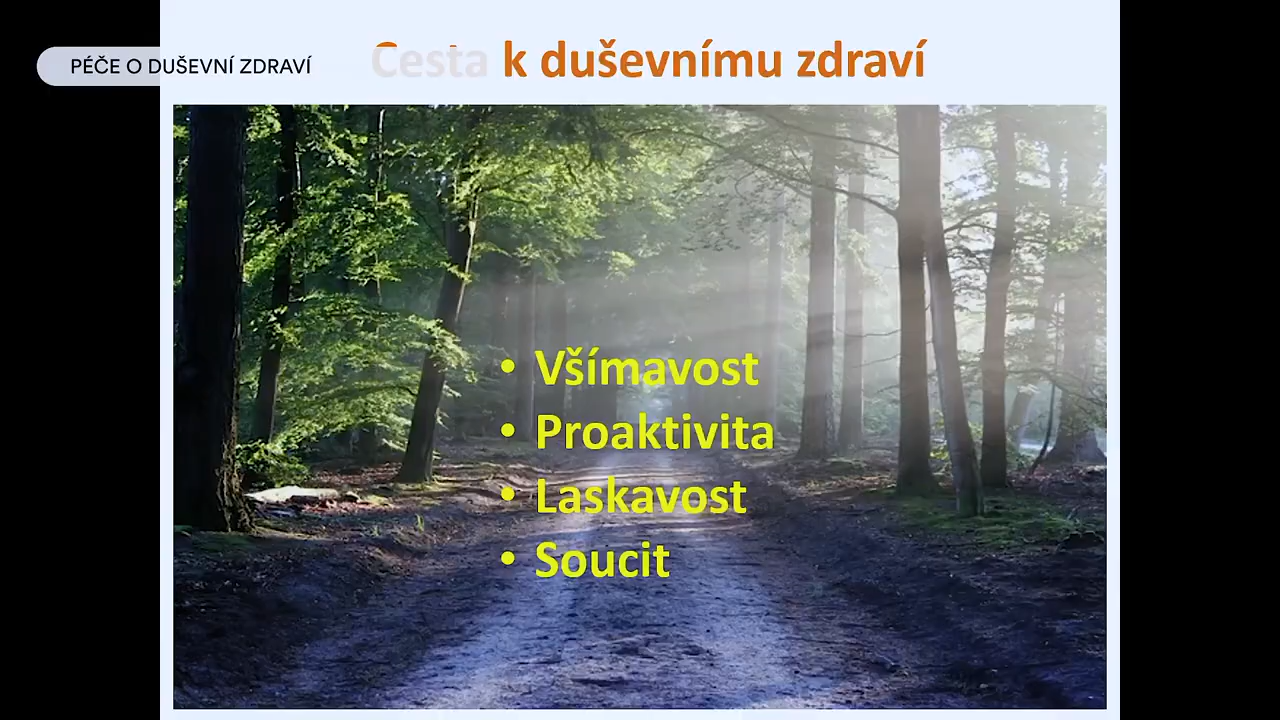 PÉČE O DUŠEVNÍ ZDRAVÍ
Cesta k duševnímu zdraví
• Všímavost
• Proaktivita
• Laskavost
• Soucit